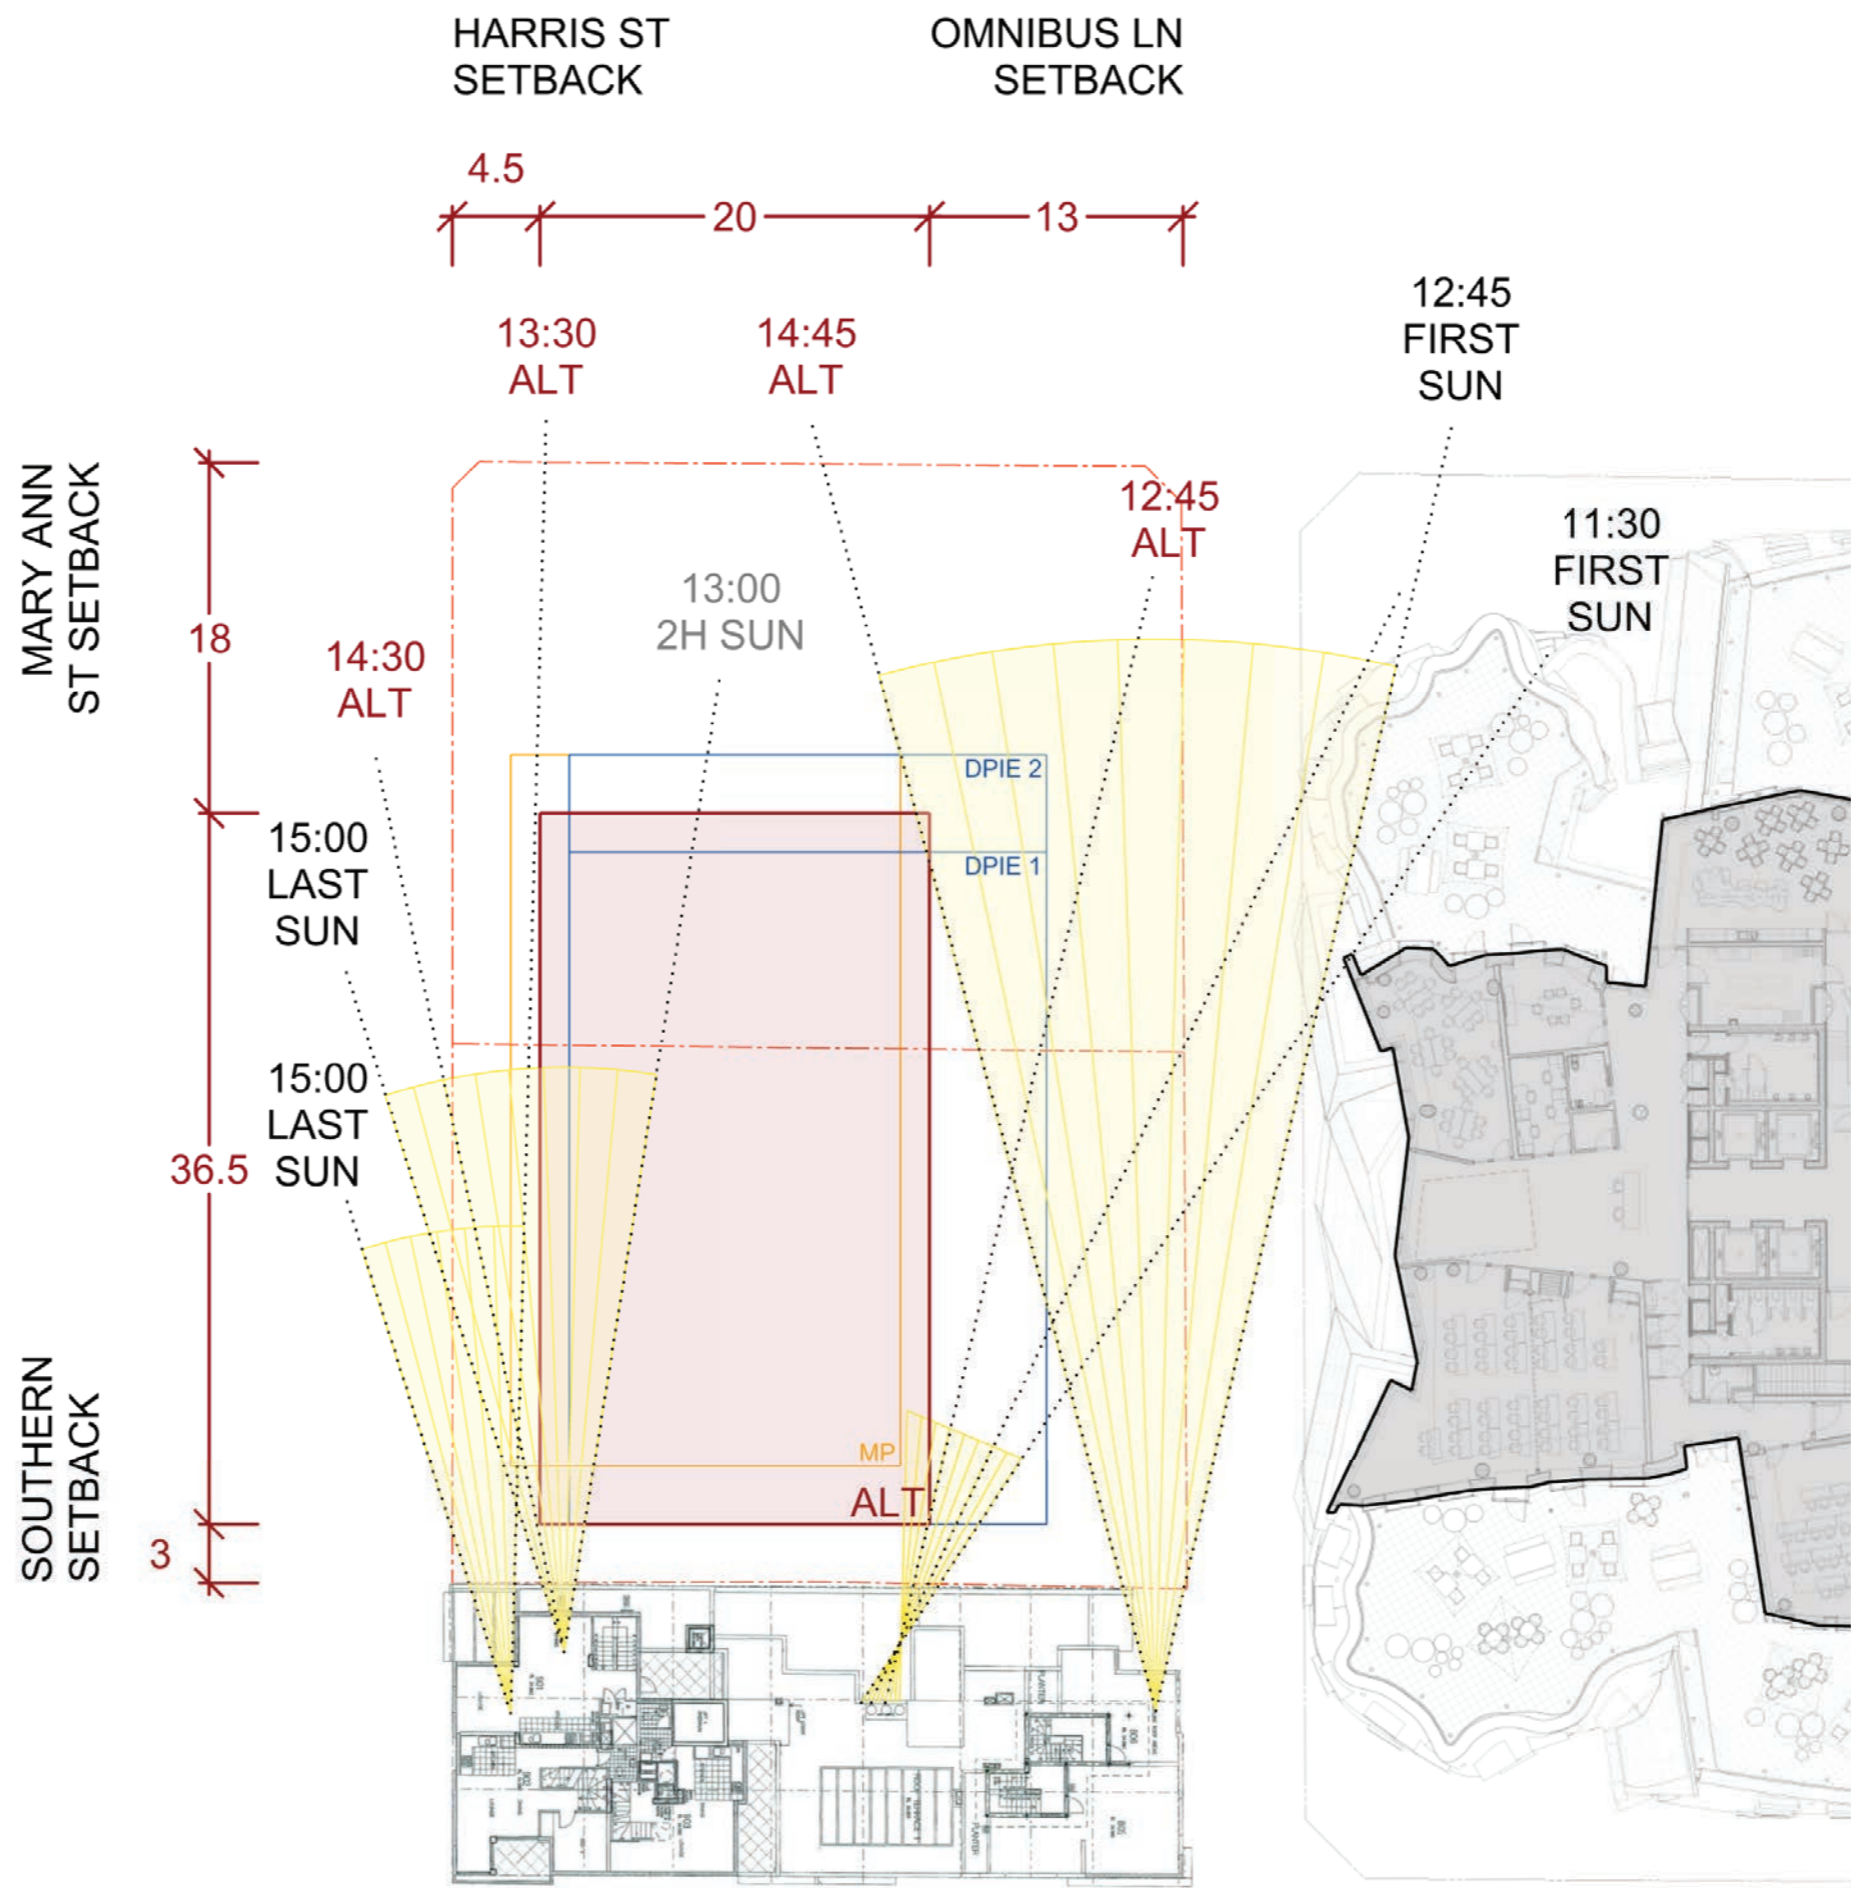 HARRIS ST
SETBACK
OMNIBUS LN
SETBACK
4.5
20
13
13:30
ALT
14:45
ALT
12:45
FIRST
SUN
MARY ANN
ST SETBACK
12:45
ALT
11:30
FIRST
SUN
13:00
2H SUN
18
14:30
ALT
DPIE 2
15:00
LAST
SUN
DPIE 1
15:00
LAST
SUN
36.5
SOUTHERN
SETBACK
MP
ALT
3
PLANTER
PLANTER